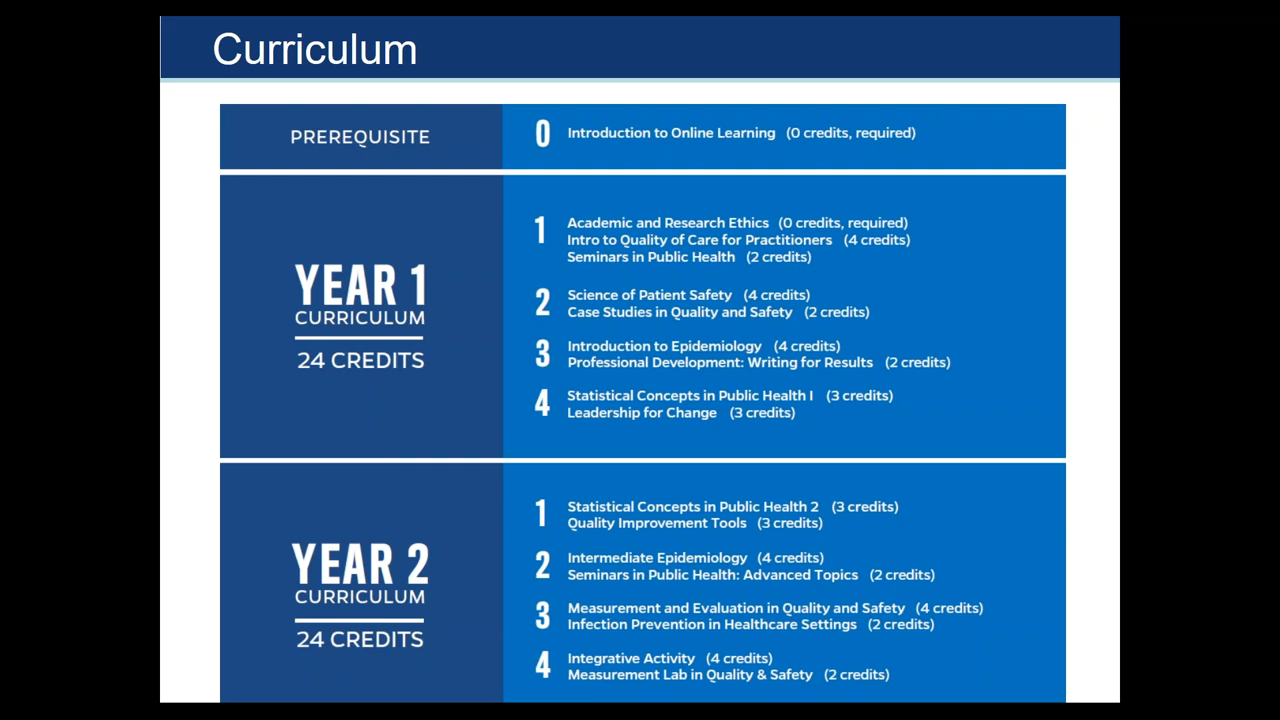 Curriculum
PREREQUISITE
0 Introduction to Online Learning (0 credits, required)
YEAR 1
CURRICULUM
24 CREDITS
1 Academic and Research Ethics (0 credits, required)
Intro to Quality of Care for Practitioners (4 credits)
Seminars in Public Health (2 credits)
2 Science of Patient Safety (4 credits)
Case Studies in Quality and Safety (2 credits)
3 Introduction to Epidemiology (4 credits)
Professional Development: Writing for Results (2 credits)
4 Statistical Concepts in Public Health I (3 credits)
Leadership for Change (3 credits)
YEAR 2
CURRICULUM
24 CREDITS
1 Statistical Concepts in Public Health 2 (3 credits)
Quality Improvement Tools (3 credits)
2 Intermediate Epidemiology (4 credits)
Seminars in Public Health: Advanced Topics (2 credits)
3 Measurement and Evaluation in Quality and Safety (4 credits)
Infection Prevention in Healthcare Settings (2 credits)
4 Integrative Activity (4 credits)
Measurement Lab in Quality & Safety (2 credits)